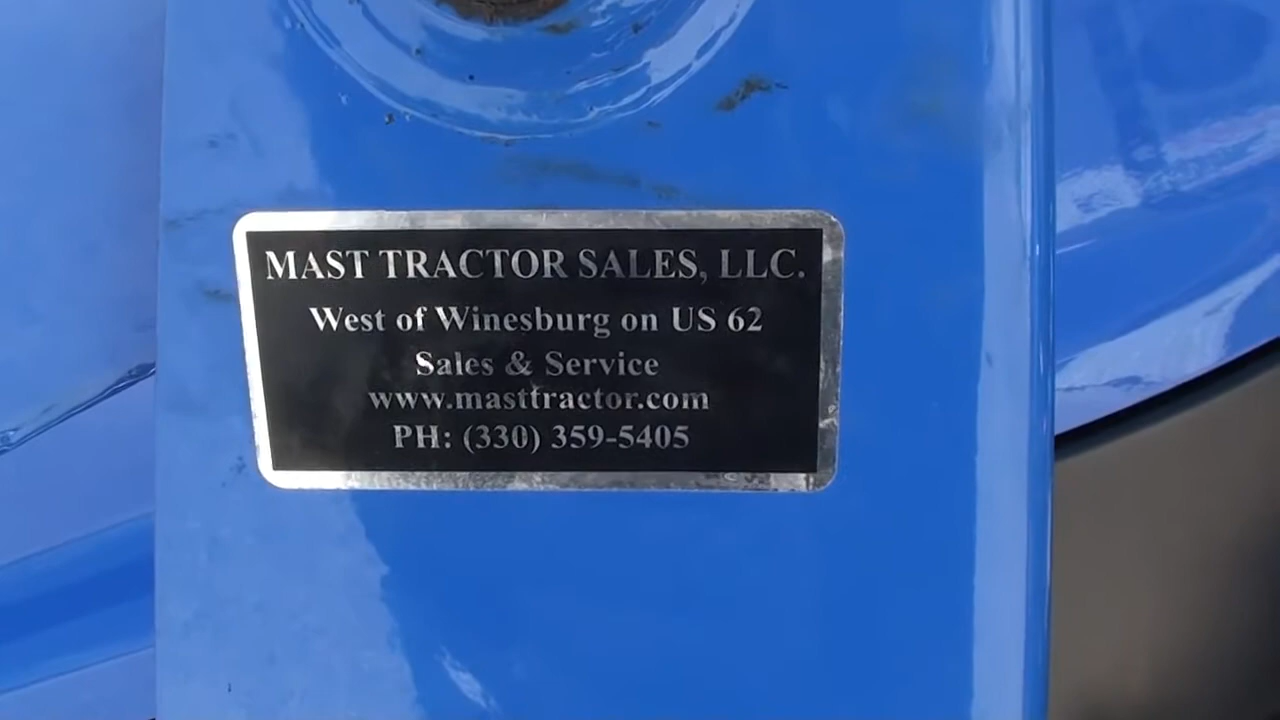 MAST TRACTOR SALES, LLC.
West of Winesburg on US 62
Sales & Service
www.masttractor.com
PH: (330) 359-5405